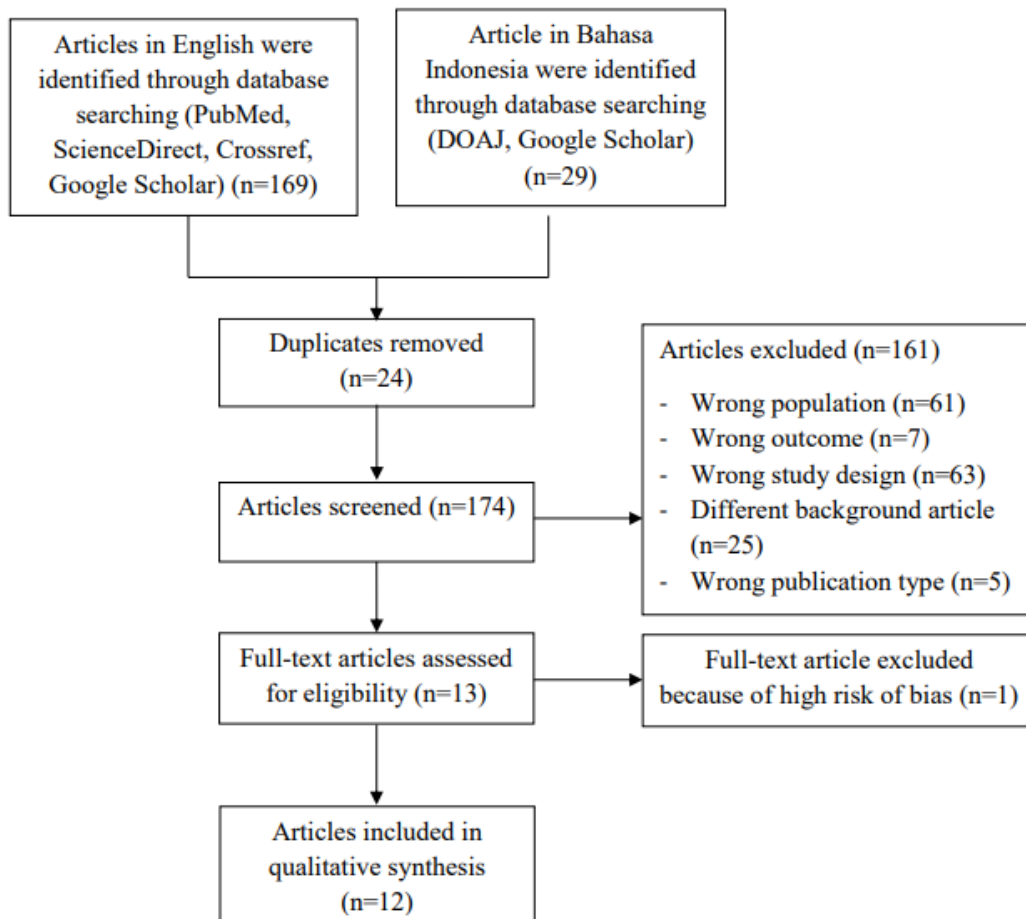 Articles in English were
identified through database
searching (PubMed,
ScienceDirect, Crossref,
Google Scholar) (n=169)
Article in Bahasa
Indonesia were identified
through database searching
(DOAJ, Google Scholar)
(n=29)
Duplicates removed
(n=24)
Articles excluded (n=161)
- Wrong population (n=61)
- Wrong outcome (n=7)
- Wrong study design (n=63)
- Different background article
(n=25)
- Wrong publication type (n=5)
Articles screened (n=174)
Full-text articles assessed
for eligibility (n=13)
Full-text article excluded
because of high risk of bias (n=1)
Articles included in
qualitative synthesis
(n=12)